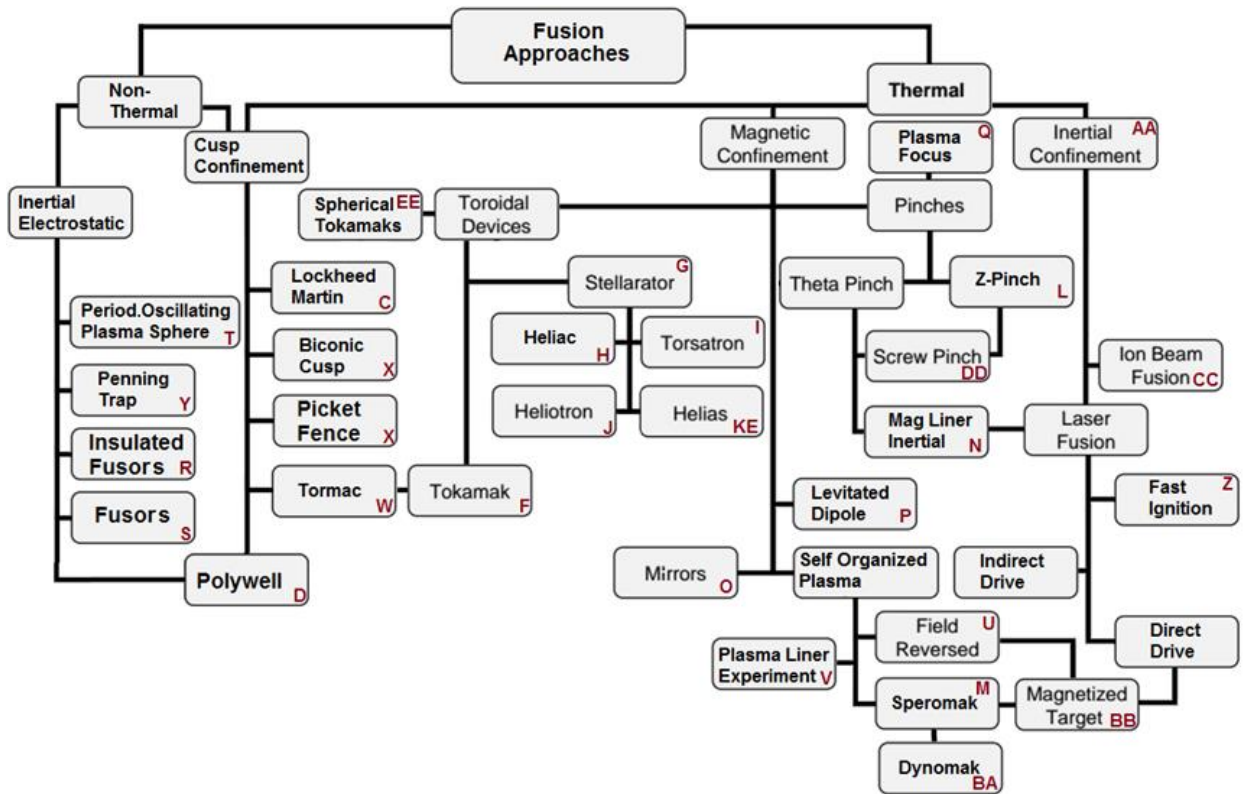 Fusion
Approaches
Non-
Thermal
Thermal
Cusp
Confinement
Magnetic
Confinement
Plasma Q
Focus
Inertial AA
Confinement
Inertial
Electrostatic
Spherical EE
Tokamaks
Toroidal
Devices
Pinches
Lockheed
Martin C
Stellarator G
Theta Pinch
Z-Pinch
L
Period.Oscillating
Plasma Sphere T
Heliac
H
Torsatron I
Biconic
Cusp X
Screw Pinch
DD
Ion Beam
Fusion CC
Penning
Trap Y
Picket
Fence X
Heliotron
J
Helias
KE
Mag Liner
Inertial N
Laser
Fusion
Insulated
Fusors R
Tormac
W
Tokamak
F
Levitated
Dipole P
Fast Z
Ignition
Fusors
S
Polywell
D
Mirrors
O
Self Organized
Plasma
Indirect
Drive
Field U
Reversed
Direct
Drive
Plasma Liner
Experiment V
Speromak M
Magnetized
Target BB
Dynomak
BA